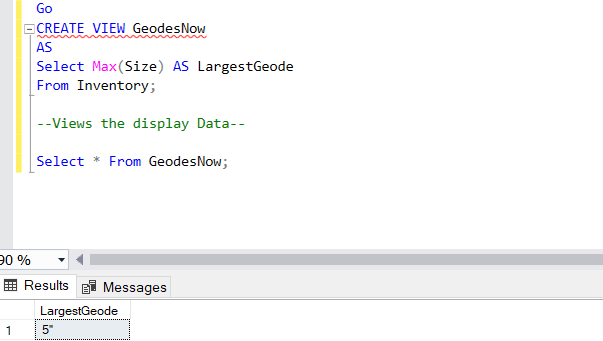 Go
CREATE VIEW GeodesNow
AS
Select Max(Size) AS LargestGeode
From Inventory;
--Views the display Data--
Select * From GeodesNow;
90 %
Results Messages
LargestGeode
1 5"